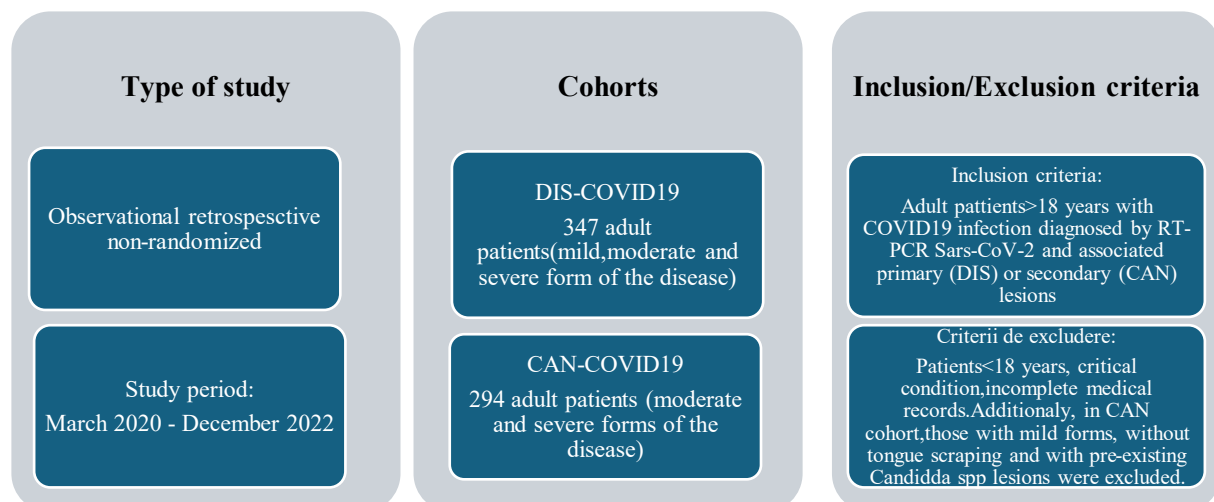 Type of study
Observational retrospesctive
non-randomized
Study period:
March 2020 - December 2022
Cohorts
DIS-COVID19
347 adult
patients(mild,moderate and
severe form of the disease)
CAN-COVID19
294 adult patients (moderate
and severe forms of the
disease)
Inclusion/Exclusion criteria
Inclusion criteria:
Adult pattients>18 years with
COVID19 infection diagnosed by RT-
PCR Sars-CoV-2 and associated
primary (DIS) or secondary (CAN)
lesions
Criterii de excludere:
Patients<18 years, critical
condition,incomplete medical
records.Additionaly, in CAN
cohort,those with mild forms, without
tongue scraping and with pre-existing
Candidda spp lesions were excluded.